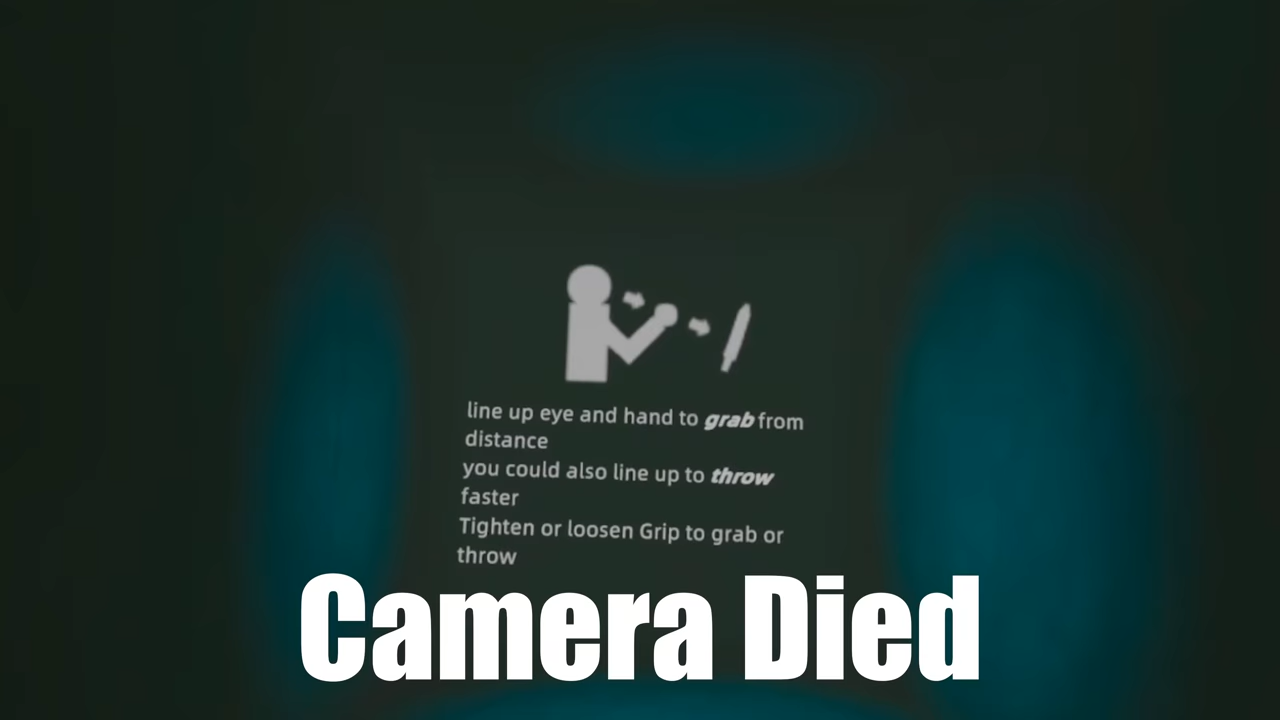 line up eye and hand to grab from
distance
you could also line up to throw
faster
Tighten or loosen Grip to grab or
throw
Camera Died